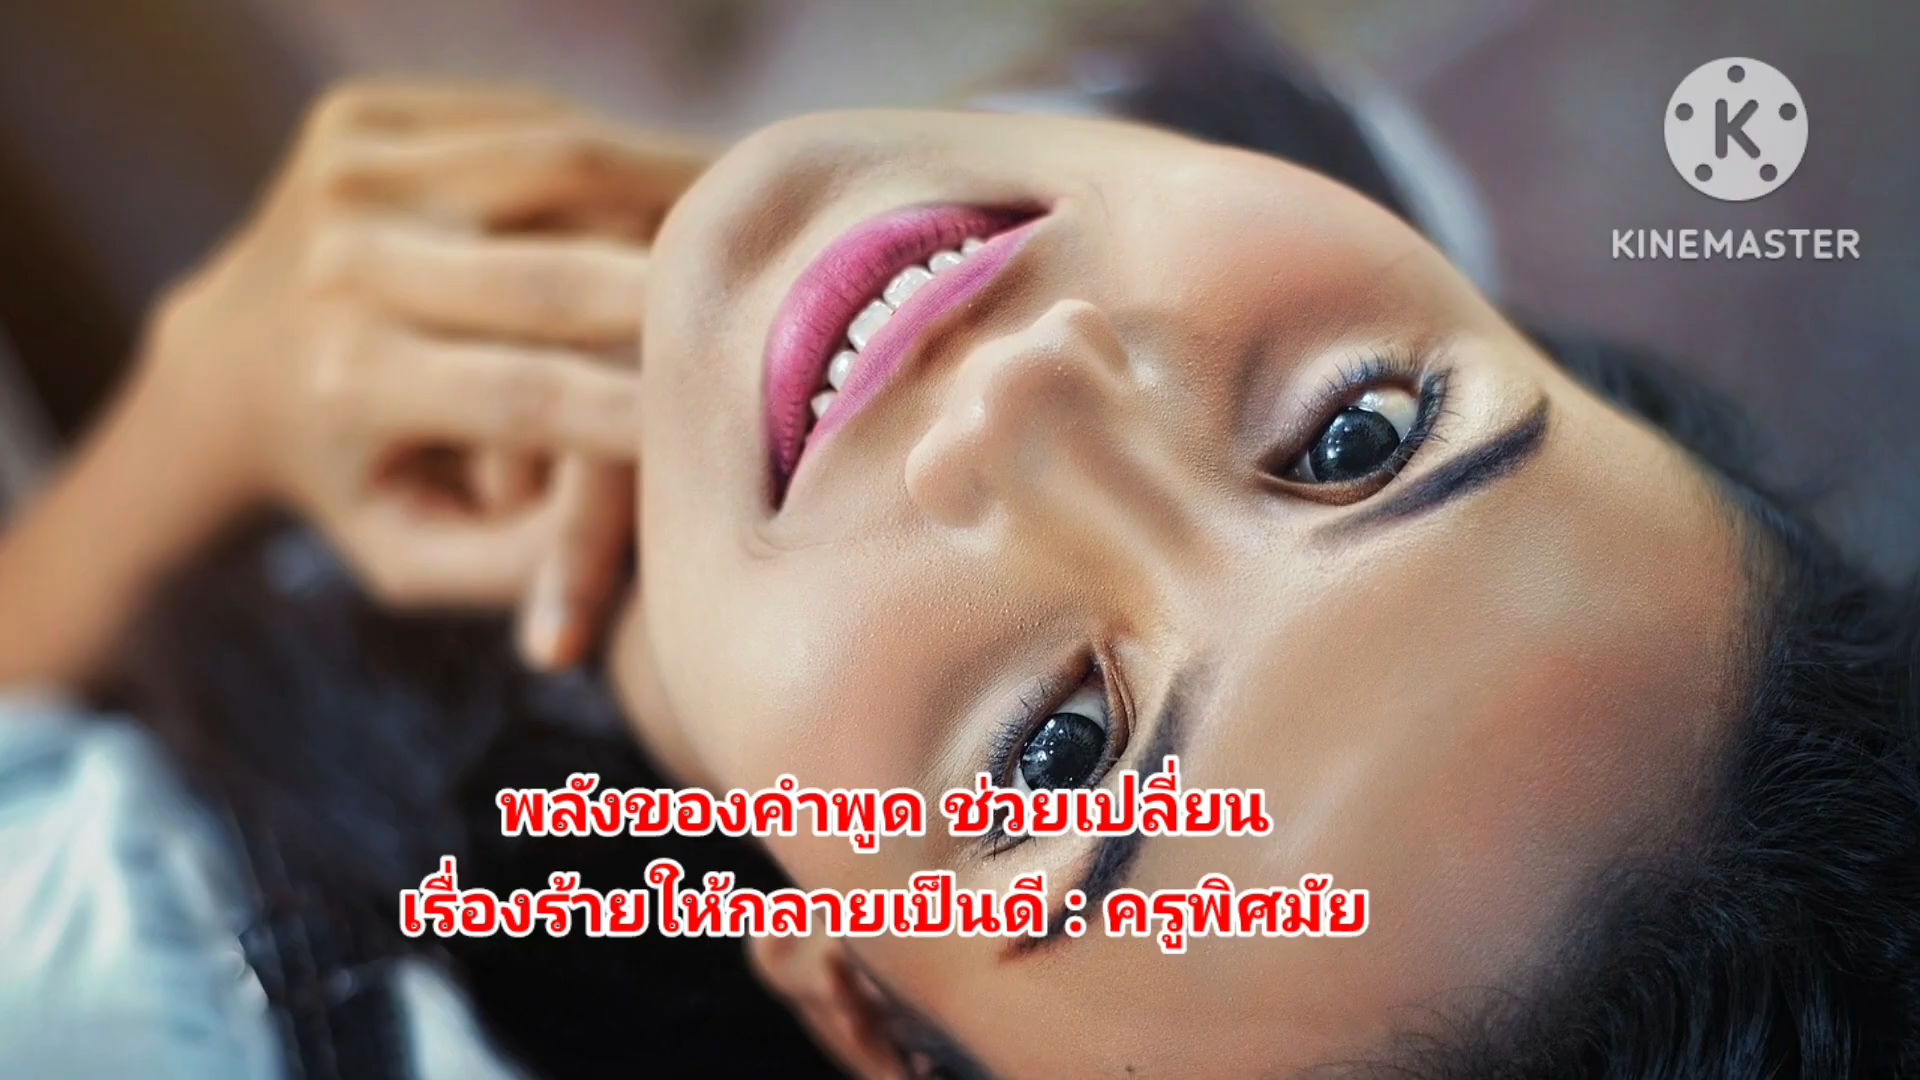 K
KINEMASTER
พลังของคำพูด ช่วยเปลี่ยน
เรื่องร้ายให้กลายเป็นดี : ครูพิศมัย